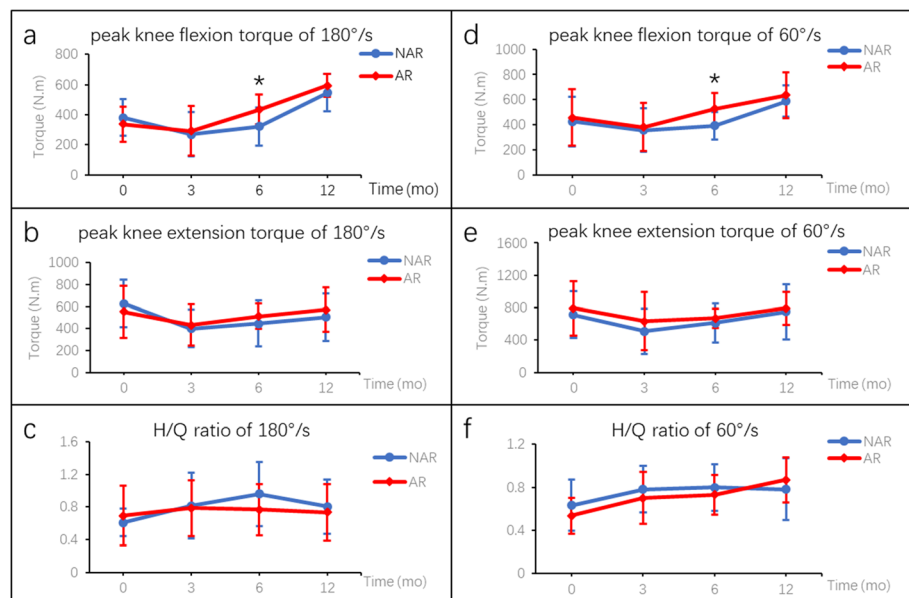 a
peak knee flexion torque of 180°/s
NAR
AR
*
Torque (N.m)
800
600
400
200
0
0 3 6 12 Time (mo)
d
peak knee flexion torque of 60°/s
NAR
AR
*
Torque (N.m)
1000
800
600
400
200
0
0 3 6 12 Time (mo)
b
peak knee extension torque of 180°/s
NAR
AR
Torque (N.m)
1000
800
600
400
200
0
0 3 6 12 Time (mo)
e
peak knee extension torque of 60°/s
NAR
AR
Torque (N.m)
1600
1200
800
400
0
0 3 6 12 Time (mo)
c
H/Q ratio of 180°/s
NAR
AR
1.6
1.2
0.8
0.4
0
0 3 6 12 Time (mo)
f
H/Q ratio of 60°/s
NAR
AR
1.2
0.8
0.4
0
0 3 6 12 Time (mo)